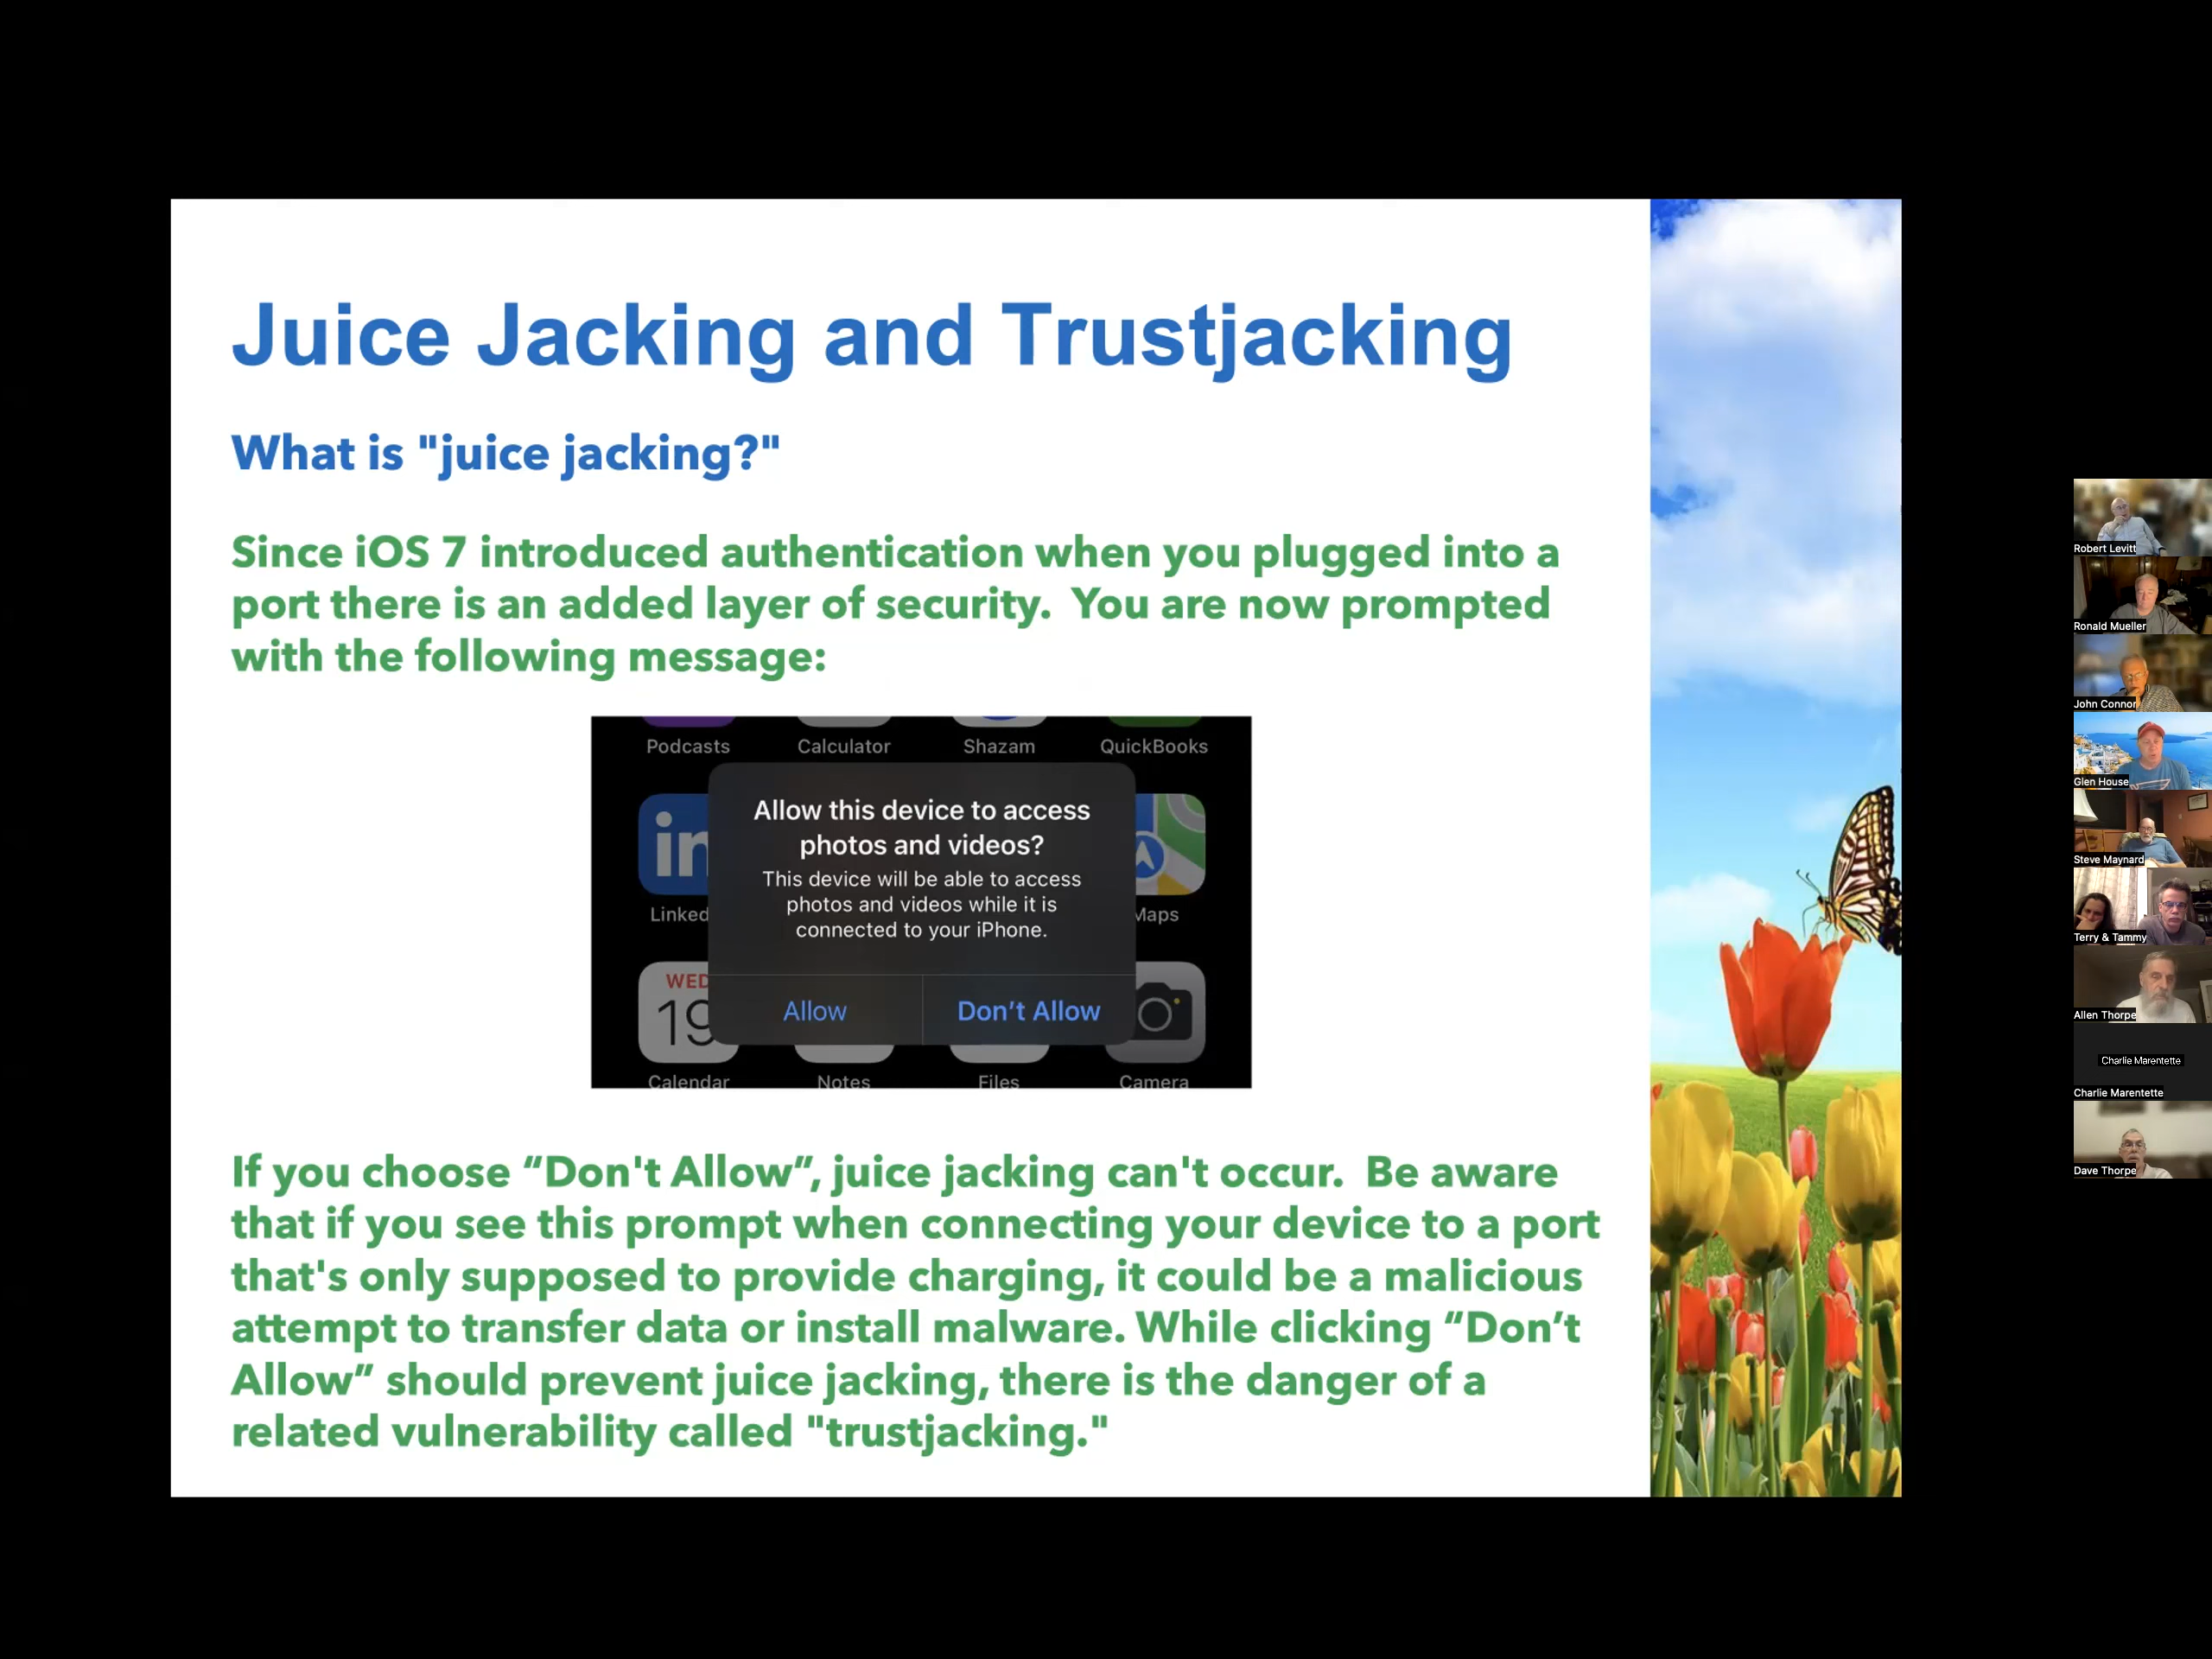 Juice Jacking and Trustjacking
What is "juice jacking?"
Since iOS 7 introduced authentication when you plugged into a
port there is an added layer of security.  You are now prompted
with the following message:
Podcasts
Calculator
Shazam
QuickBooks
Allow this device to access
photos and videos?
This device will be able to access
photos and videos while it is
connected to your iPhone.
in
Linked
Maps
WED
19
Allow
Don’t Allow
Calendar
Notes
Files
Camera
If you choose “Don't Allow”, juice jacking can't occur.  Be aware
that if you see this prompt when connecting your device to a port
that's only supposed to provide charging, it could be a malicious
attempt to transfer data or install malware. While clicking “Don’t
Allow” should prevent juice jacking, there is the danger of a
related vulnerability called "trustjacking."
Robert Levitt
Ronald Mueller
John Connor
Glen House
Steve Maynard
Terry & Tammy
Allen Thorpe
Charlie Marentette
Charlie Marentette
Dave Thorpe